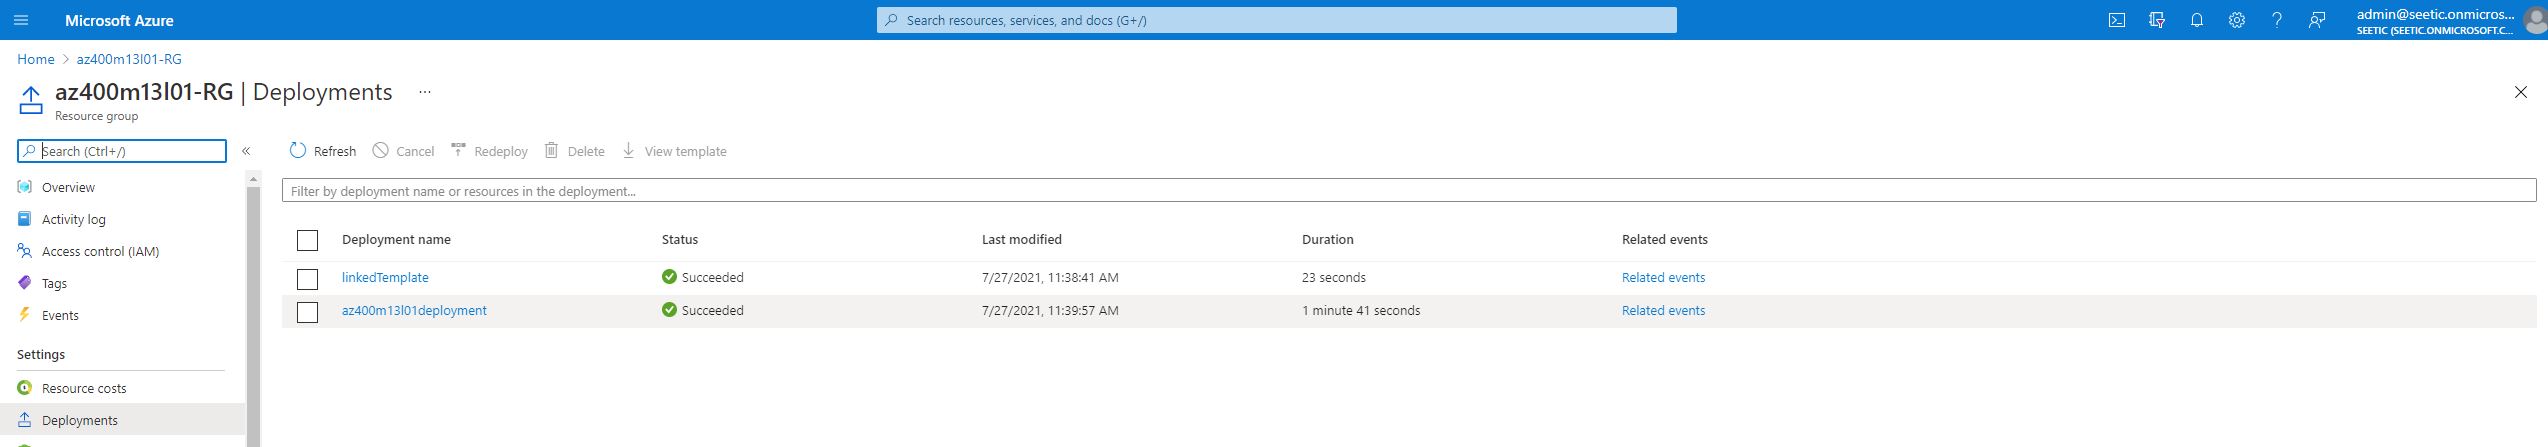 Microsoft Azure
Search resources, services, and docs (G+/)
admin@seetic.onmicros...
SEETIC (SEETIC.ONMICROSOFT.C...
Home > az400m13l01-RG
az400m13l01-RG | Deployments ...
Resource group
Search (Ctrl+/)
«
Refresh Cancel Redeploy Delete View template
Overview
Activity log
Access control (IAM)
Tags
Events
Settings
Resource costs
Deployments
Filter by deployment name or resources in the deployment...
Deployment name Status Last modified Duration Related events
linkedTemplate Succeeded 7/27/2021, 11:38:41 AM 23 seconds Related events
az400m13l01deployment Succeeded 7/27/2021, 11:39:57 AM 1 minute 41 seconds Related events